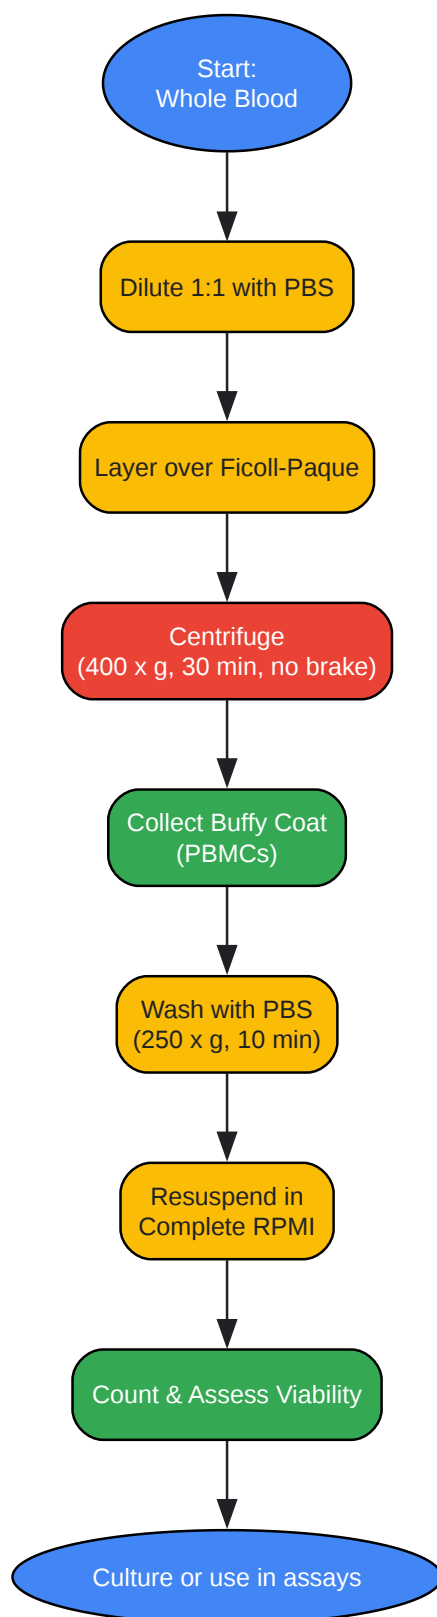 Start:
Whole Blood
Dilute 1:1 with PBS
Layer over Ficoll-Paque
Centrifuge
(400 x g, 30 min, no brake)
Collect Buffy Coat
(PBMCs)
Wash with PBS
(250 x g, 10 min)
Resuspend in
Complete RPMI
Count & Assess Viability
Culture or use in assays